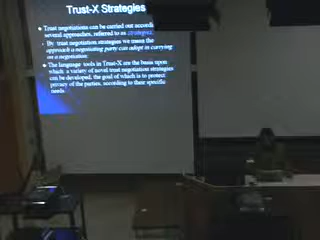 Trust-X Strategies
Trust negotiations can be carried out accordi
several approaches, referred to as strategies
By trust negotiation strategies we mean the
approach a negotiating party can adopt in carrying
on a negotiation.
The language tools in Trust-X are the basis upon
which a variety of novel trust negotiation strategies
can be developed, the goal of which is to protect
privacy of the parties, according to their specific
needs.